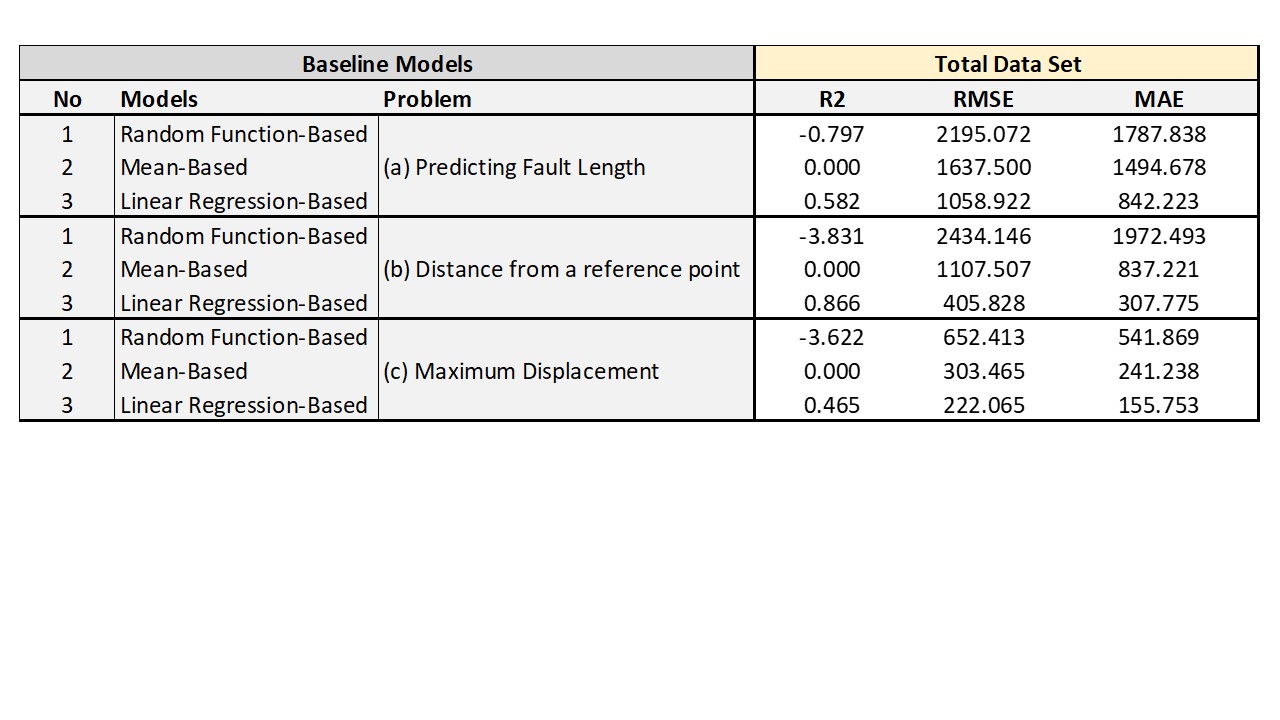 Baseline Models Total Data Set
No Models Problem R2 RMSE MAE
1 Random Function-Based -0.797 2195.072 1787.838
2 Mean-Based (a) Predicting Fault Length 0.000 1637.500 1494.678
3 Linear Regression-Based 0.582 1058.922 842.223
1 Random Function-Based -3.831 2434.146 1972.493
2 Mean-Based (b) Distance from a reference point 0.000 1107.507 837.221
3 Linear Regression-Based 0.866 405.828 307.775
1 Random Function-Based -3.622 652.413 541.869
2 Mean-Based (c) Maximum Displacement 0.000 303.465 241.238
3 Linear Regression-Based 0.465 222.065 155.753